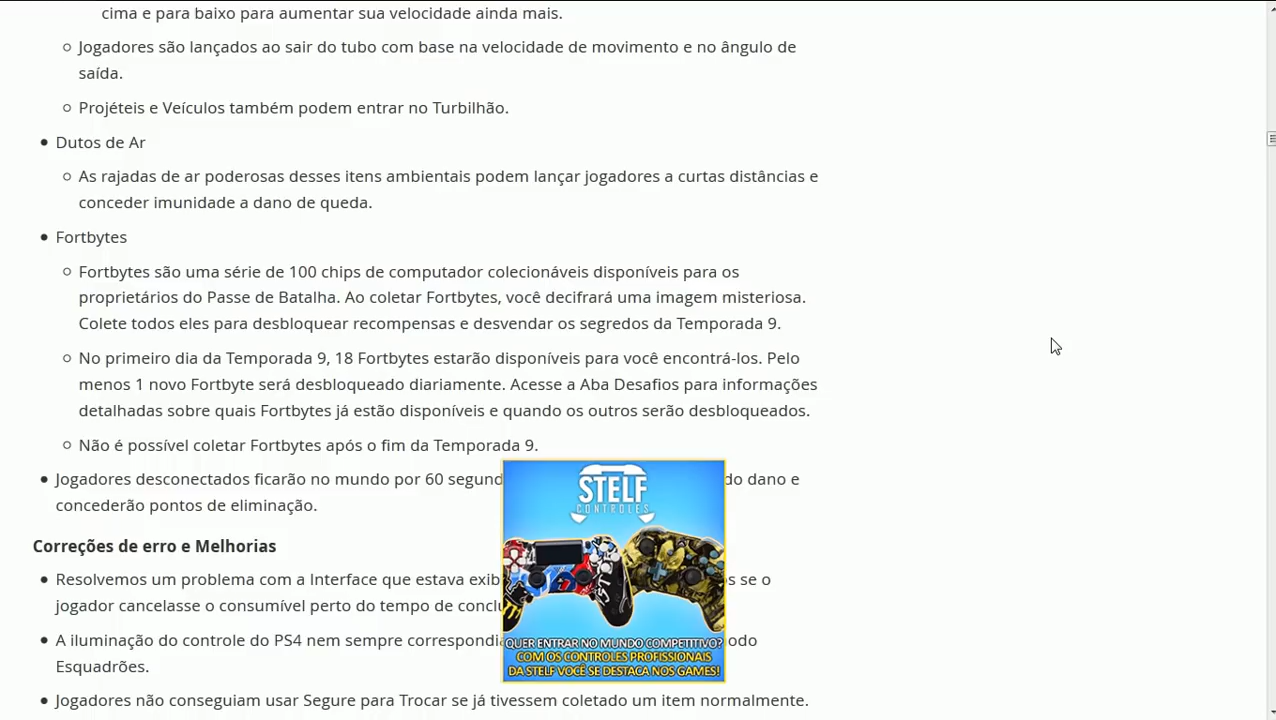 cima e para baixo para aumentar sua velocidade ainda mais.
Jogadores são lançados ao sair do tubo com base na velocidade de movimento e no ângulo de
saída.
Projéteis e Veículos também podem entrar no Turbilhão.
Dutos de Ar
As rajadas de ar poderosas desses itens ambientais podem lançar jogadores a curtas distâncias e
conceder imunidade a dano de queda.
Fortbytes
Fortbytes são uma série de 100 chips de computador colecionáveis disponíveis para os
proprietários do Passe de Batalha. Ao coletar Fortbytes, você decifrará uma imagem misteriosa.
Colete todos eles para desbloquear recompensas e desvendar os segredos da Temporada 9.
No primeiro dia da Temporada 9, 18 Fortbytes estarão disponíveis para você encontrá-los. Pelo
menos 1 novo Fortbyte será desbloqueado diariamente. Acesse a Aba Desafios para informações
detalhadas sobre quais Fortbytes já estão disponíveis e quando os outros serão desbloqueados.
Não é possível coletar Fortbytes após o fim da Temporada 9.
Jogadores desconectados ficarão no mundo por 60 segund do dano e
concederão pontos de eliminação.
Correções de erro e Melhorias
Resolvemos um problema com a Interface que estava exib s se o
jogador cancelasse o consumível perto do tempo de conclu
A iluminação do controle do PS4 nem sempre correspondia odo
Esquadrões.
Jogadores não conseguiam usar Segure para Trocar se já tivessem coletado um item normalmente.
STELF
CONTROLES
QUER ENTRAR NO MUNDO COMPETITIVO?
COM OS CONTROLES PROFISSIONAIS
DA STELF VOCÊ SE DESTACA NOS GAMES!